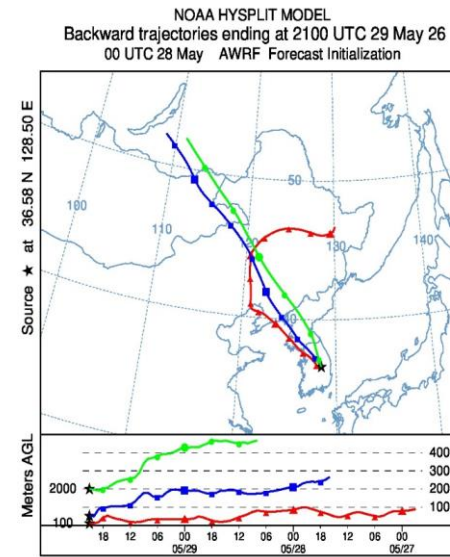 NOAA HYSPLIT MODEL
Backward trajectories ending at 2100 UTC 29 May 26
00 UTC 28 May AWRF Forecast Initialization
Source ★ at 36.58 N 128.50 E
100
110
120
130
140
50
40
Meters AGL
2000
100
400
300
200
100
18 12 06 00 18 12 06 00 18 12 06 00
05/29 05/28 05/27